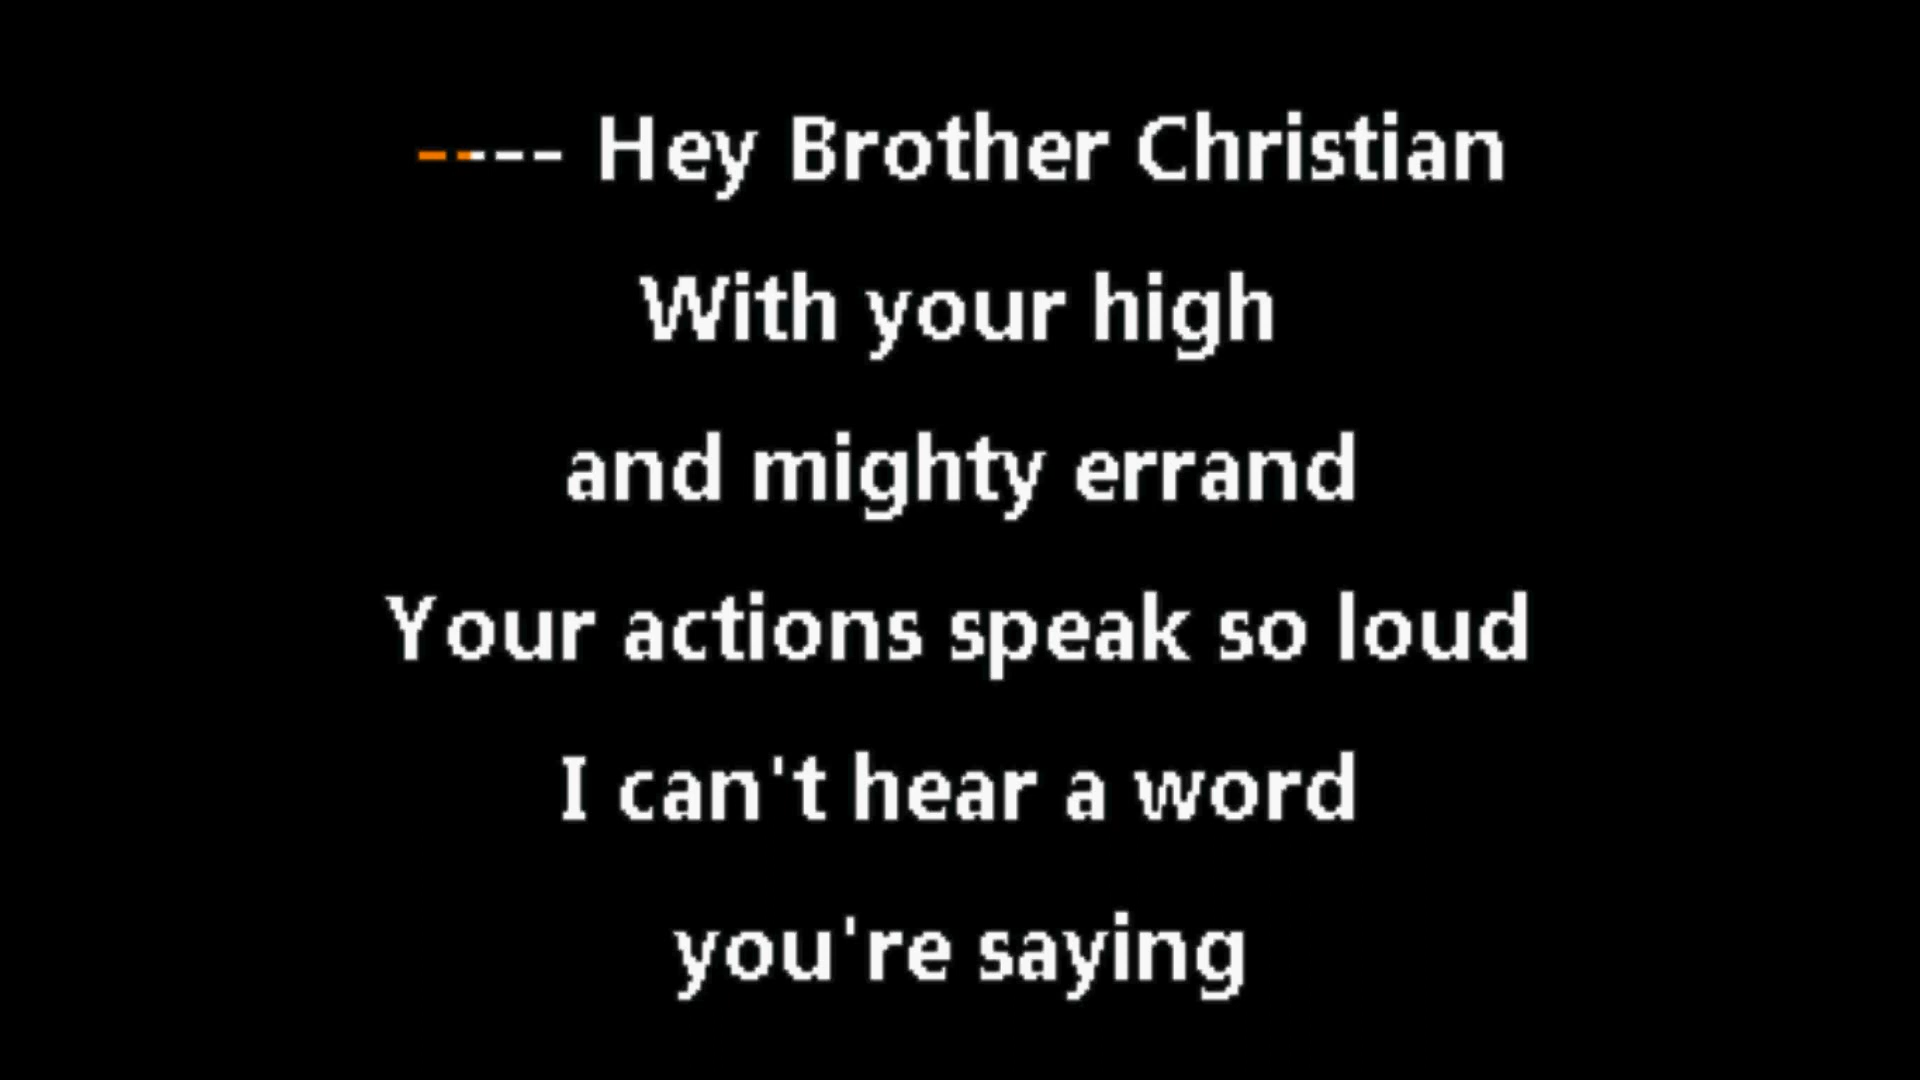 ---- Hey Brother Christian
With your high
and mighty errand
Your actions speak so loud
I can't hear a word
you're saying